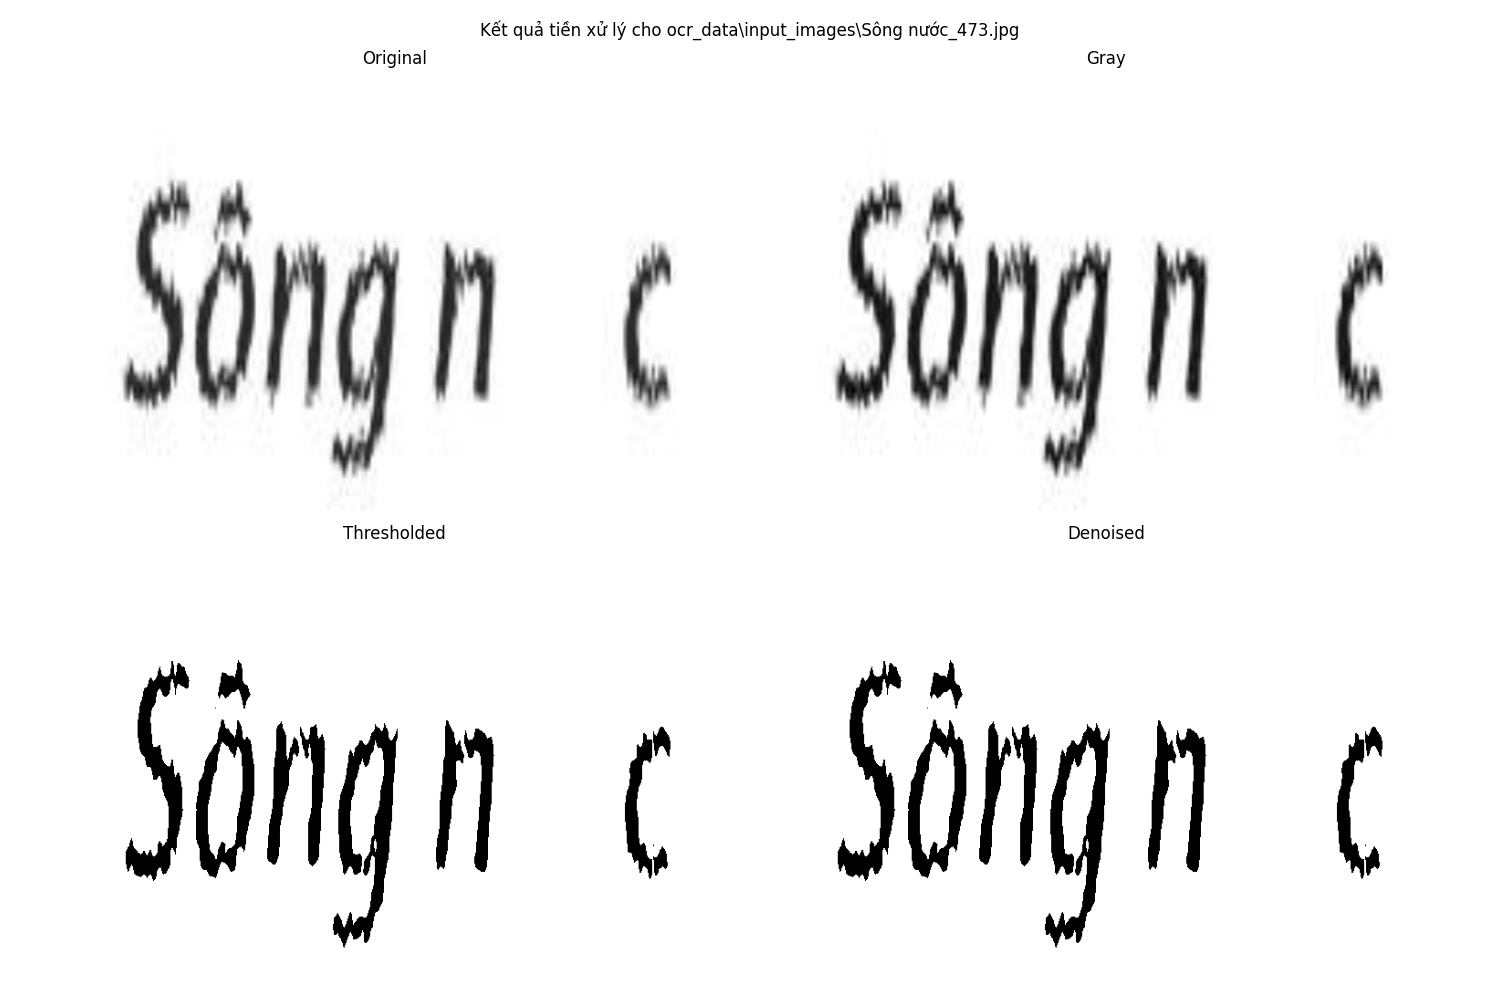 Kết quả tiền xử lý cho ocr_data\input_images\Sông nước_473.jpg
Original
Gray
Sông n c
Sông n c
Thresholded
Denoised
Sông n c
Sông n c